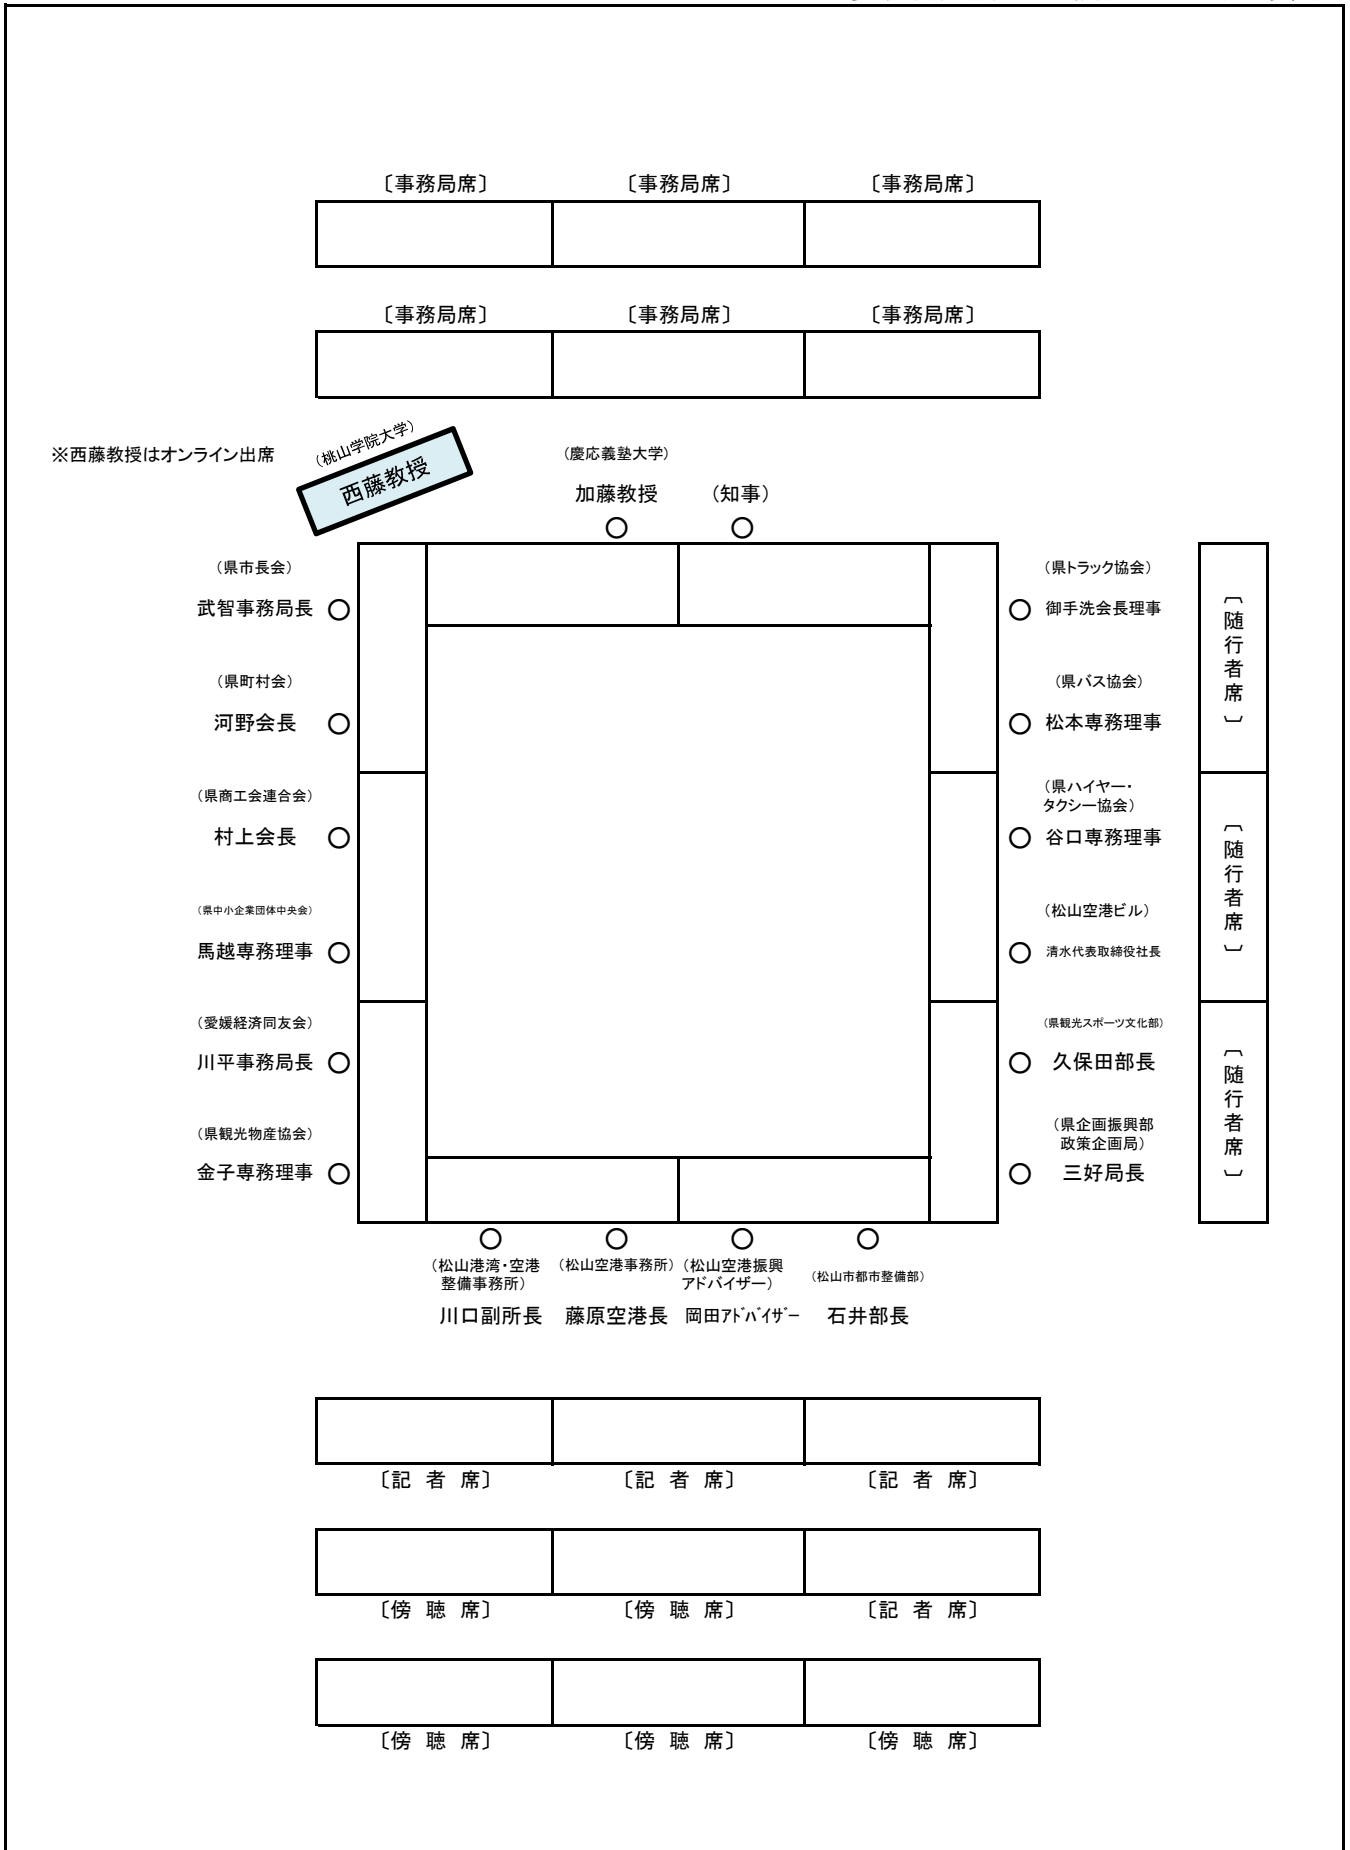 〔事務局席〕 〔事務局席〕 〔事務局席〕
〔事務局席〕 〔事務局席〕 〔事務局席〕
※西藤教授はオンライン出席
（桃山学院大学）
西藤教授
（慶応義塾大学）
加藤教授 （知事）
（県市長会）
武智事務局長
（県町村会）
河野会長
（県商工会連合会）
村上会長
（県中小企業団体中央会）
馬越専務理事
（愛媛経済同友会）
川平事務局長
（県観光物産協会）
金子専務理事
（県トラック協会）
御手洗会長理事
（県バス協会）
松本専務理事
（県ハイヤー・
タクシー協会）
谷口専務理事
（松山空港ビル）
清水代表取締役社長
（県観光スポーツ文化部）
久保田部長
（県企画振興部
政策企画局）
三好局長
〔随行者席〕
〔随行者席〕
〔随行者席〕
（松山港湾・空港
整備事務所）
川口副所長
（松山空港事務所）
藤原空港長
（松山空港振興
アドバイザー）
岡田ｱﾄﾞﾊﾞｲｻﾞｰ
（松山市都市整備部）
石井部長
〔記 者 席〕 〔記 者 席〕 〔記 者 席〕
〔傍 聴 席〕 〔傍 聴 席〕 〔記 者 席〕
〔傍 聴 席〕 〔傍 聴 席〕 〔傍 聴 席〕